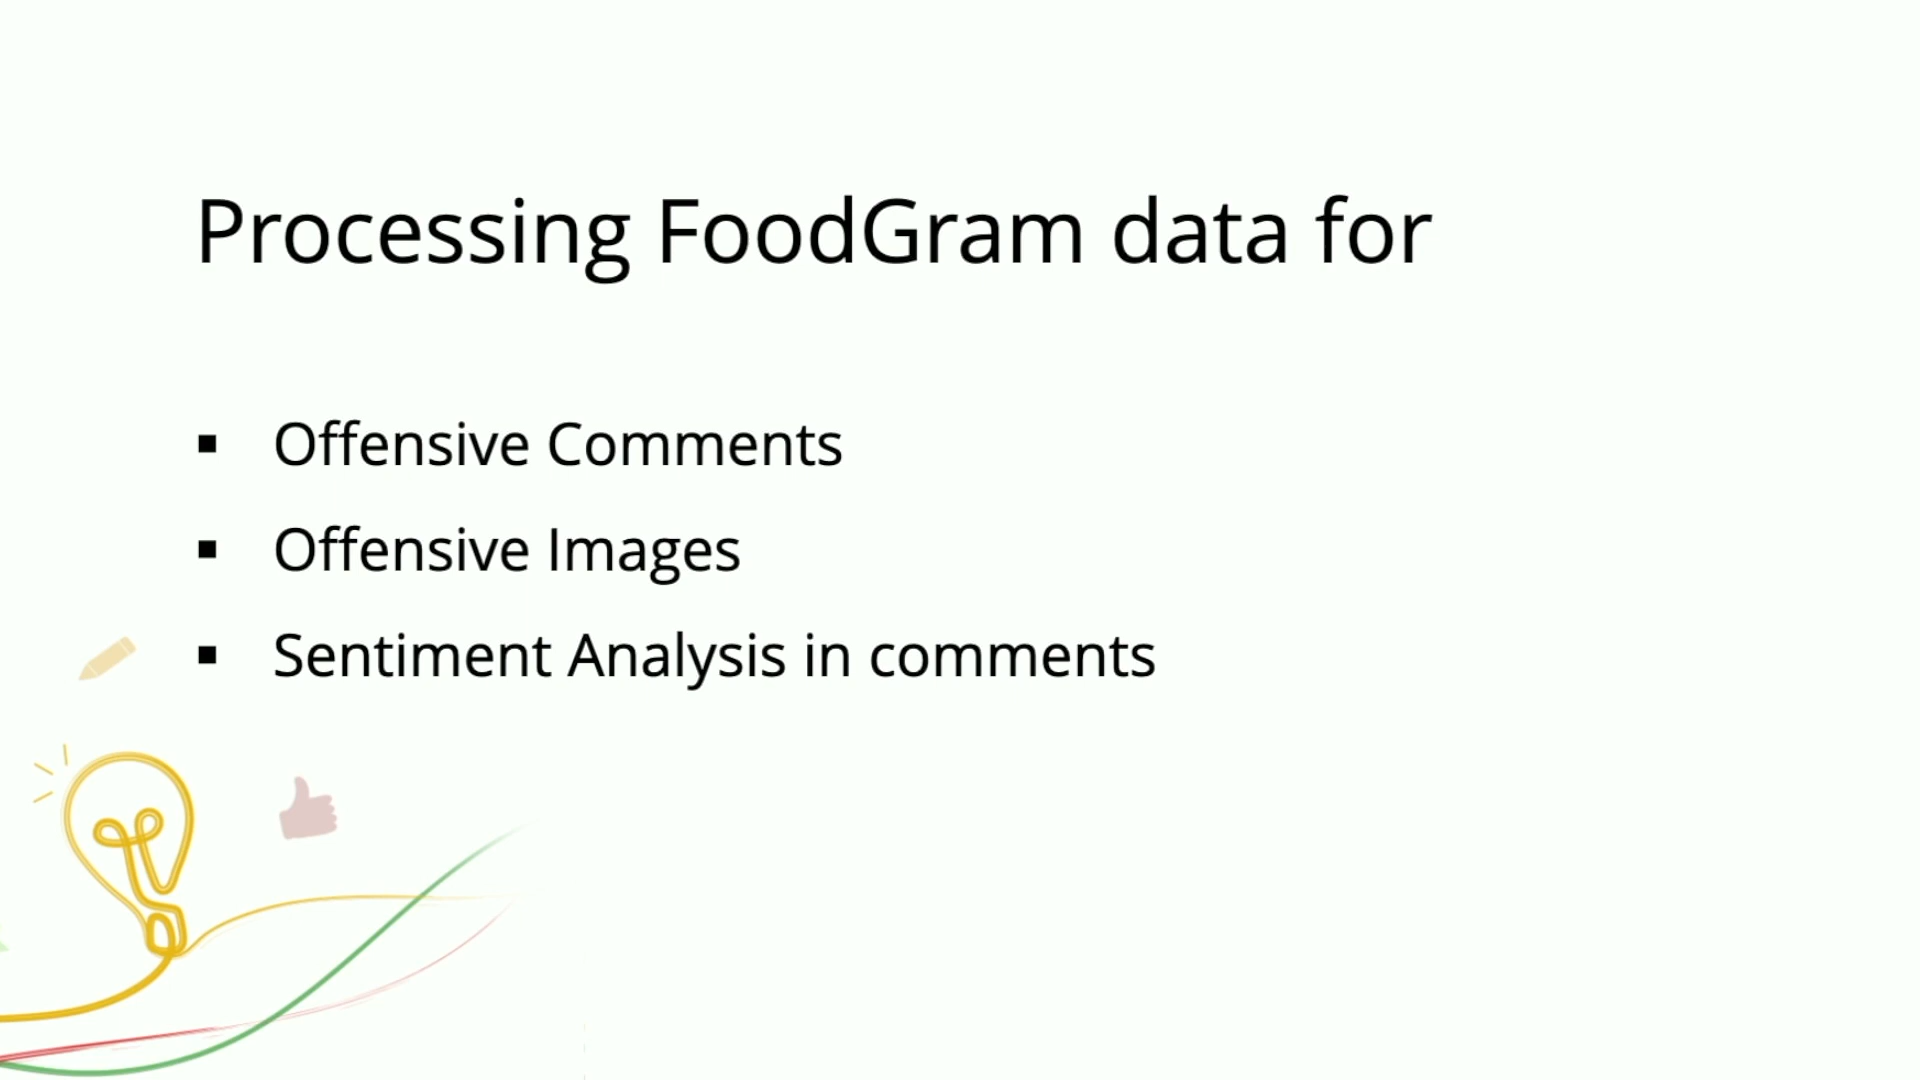 Processing FoodGram data for
▪ Offensive Comments
▪ Offensive Images
▪ Sentiment Analysis in comments